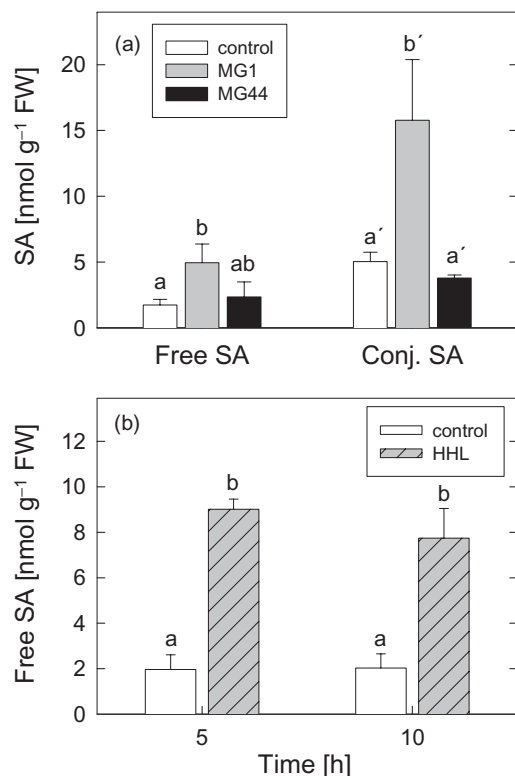 (a)
control
MG1
MG44
SA [nmol g⁻¹ FW]
20
15
10
5
0
a
b
ab
a´
b´
a´
Free SA
Conj. SA
(b)
control
HHL
Free SA [nmol g⁻¹ FW]
12
10
8
6
4
2
0
a
b
a
b
5
10
Time [h]